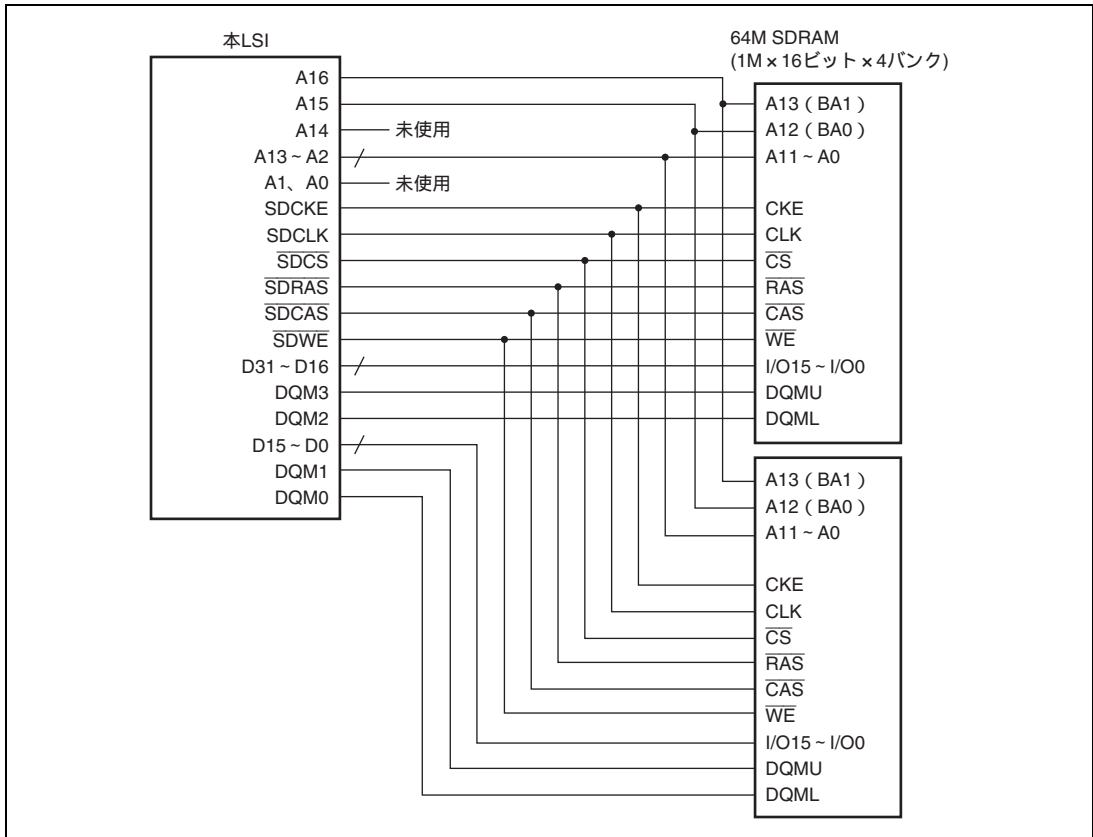 本LSI
A16
A15
A14
未使用
A13 ~ A2
A1、A0
未使用
SDCKE
SDCLK
SDCS
SDRAS
SDCAS
SDWE
D31 ~ D16
DQM3
DQM2
D15 ~ D0
DQM1
DQM0
64M SDRAM
(1M × 16ビット × 4バンク)
A13 ( BA1 )
A12 ( BA0 )
A11 ~ A0
CKE
CLK
CS
RAS
CAS
WE
I/O15 ~ I/O0
DQMU
DQML
A13 ( BA1 )
A12 ( BA0 )
A11 ~ A0
CKE
CLK
CS
RAS
CAS
WE
I/O15 ~ I/O0
DQMU
DQML